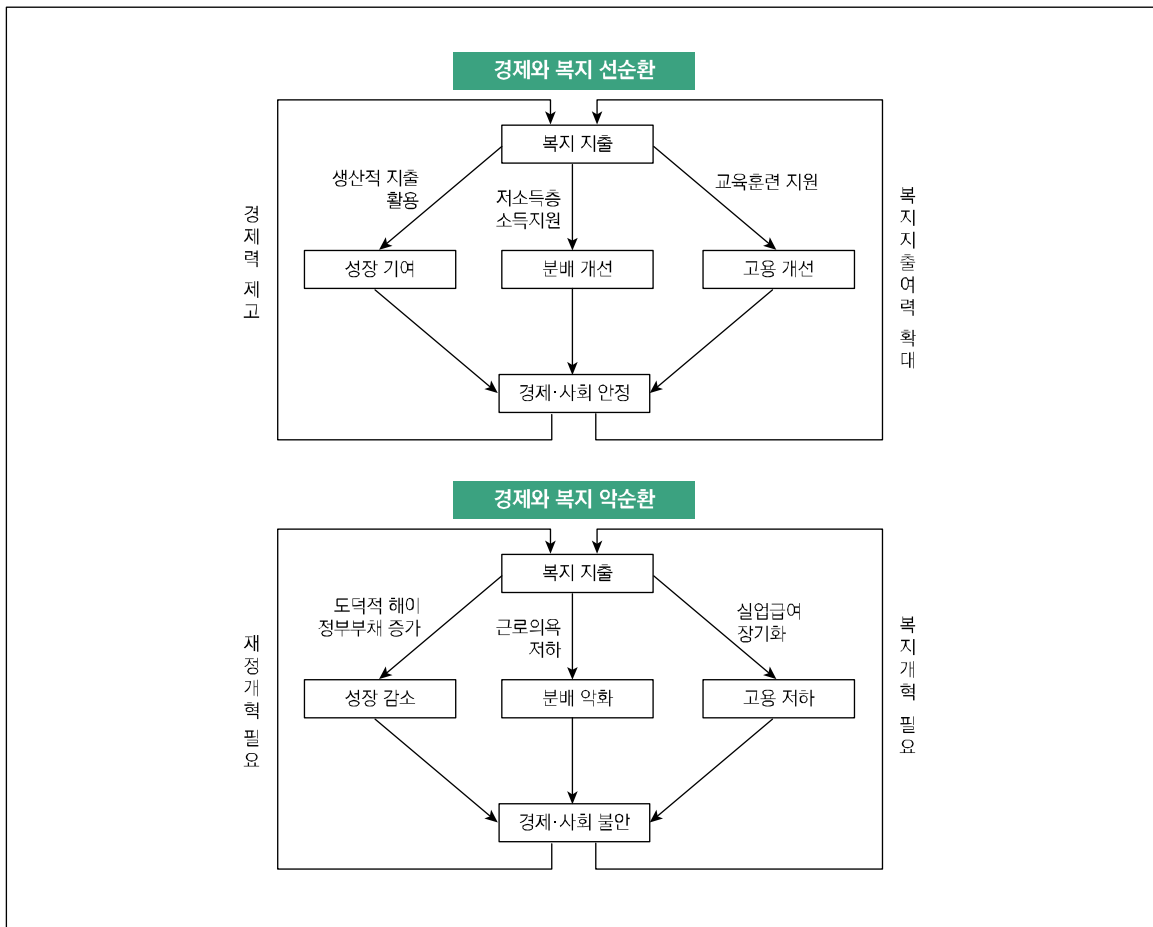 경제와 복지 선순환
복지 지출
생산적 지출
활용
저소득층
소득지원
교육훈련 지원
경제력 제고
복지지출여력 확대
성장 기여
분배 개선
고용 개선
경제·사회 안정
경제와 복지 악순환
복지 지출
도덕적 해이
정부부채 증가
근로의욕
저하
실업급여
장기화
재정개혁 필요
복지개혁 필요
성장 감소
분배 악화
고용 저하
경제·사회 불안